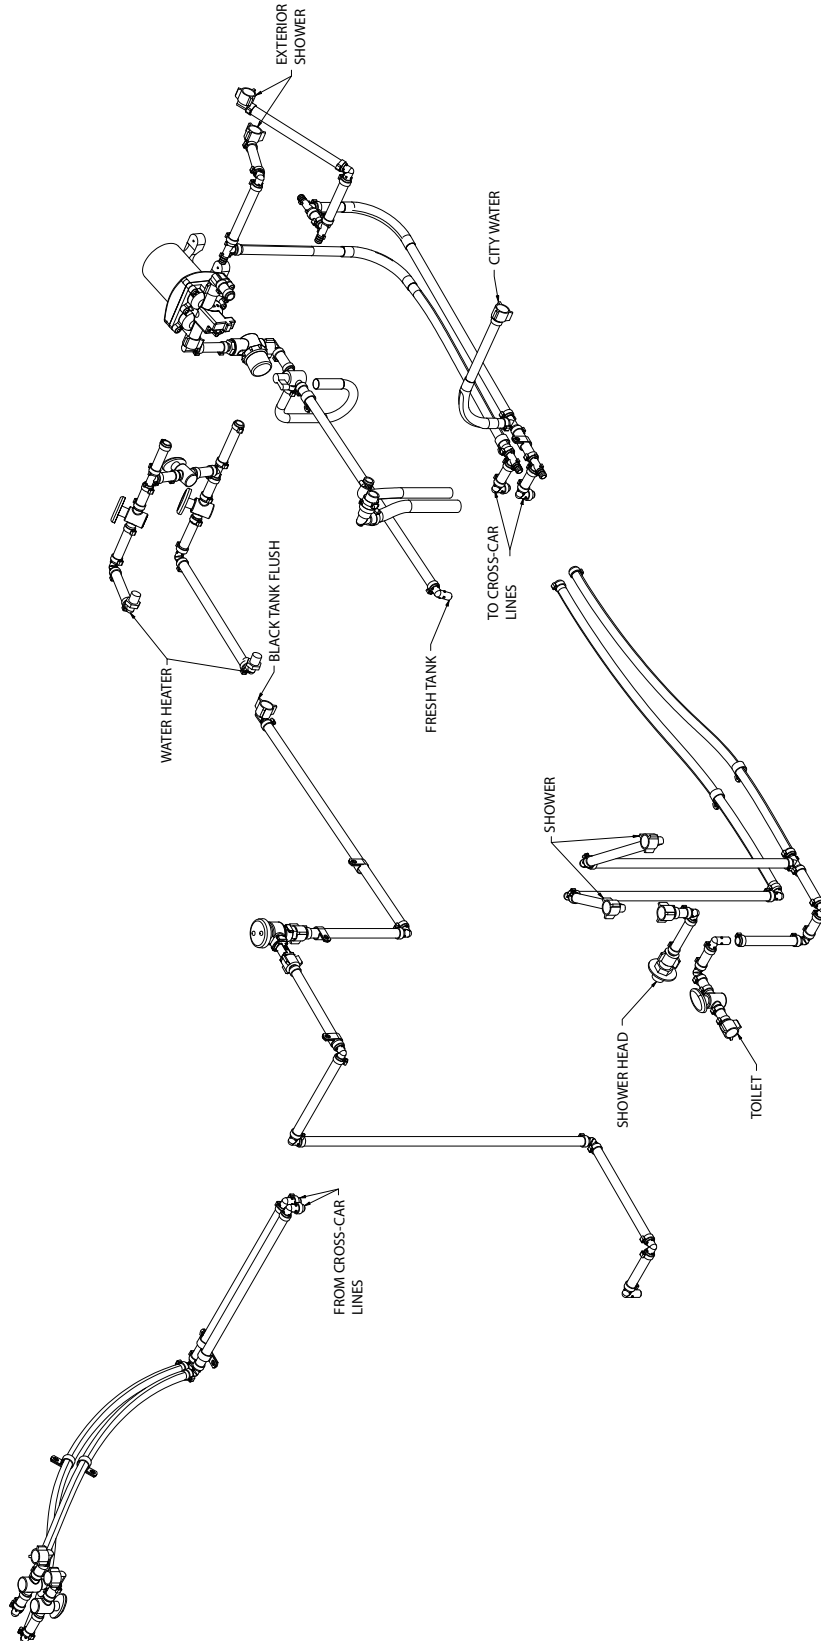 EXTERIOR
SHOWER
CITY WATER
TO CROSS-CAR
LINES
BLACK TANK FLUSH
FRESH TANK
WATER HEATER
SHOWER
SHOWER HEAD
TOILET
FROM CROSS-CAR
LINES